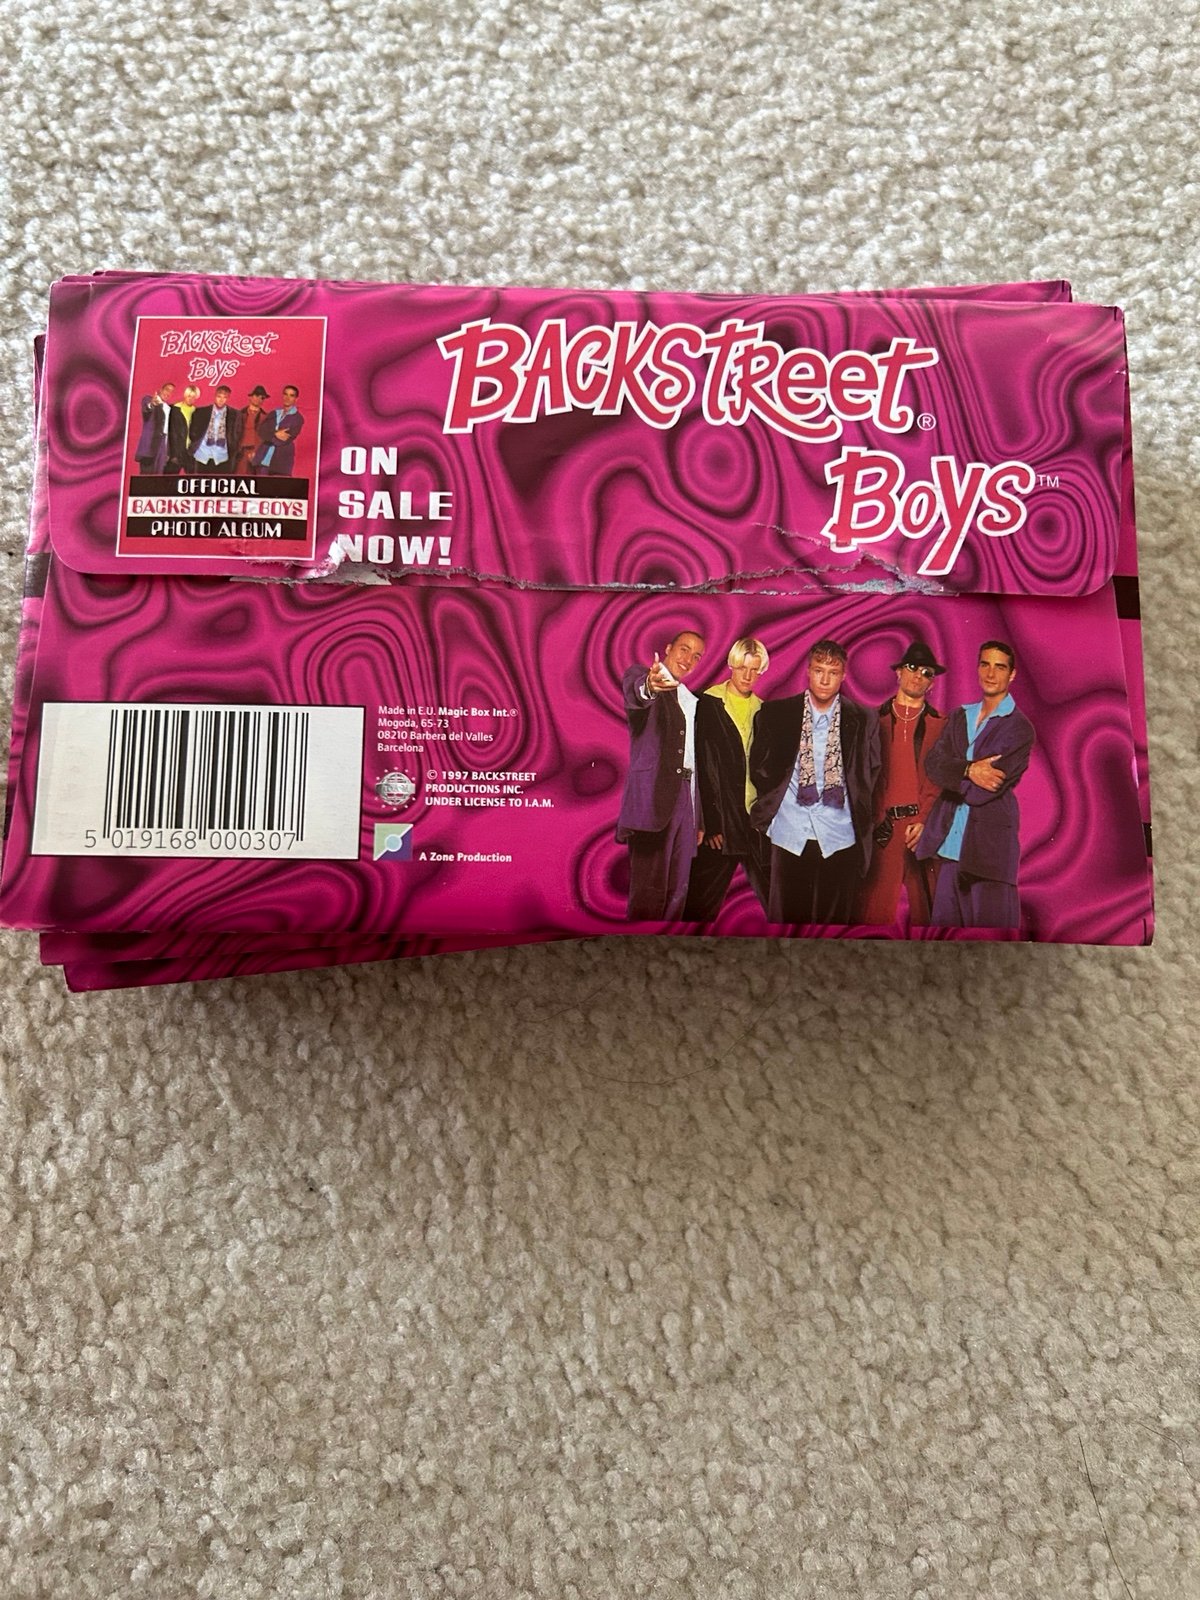 BACKSTREET
BOYS™
OFFICIAL
BACKSTREET BOYS
PHOTO ALBUM
ON
SALE
NOW!
BACKSTREET®
BOYS™
Made in E.U. Magic Box Int.®
Mogoda, 65-73
08210 Barbera del Valles
Barcelona
© 1997 BACKSTREET
PRODUCTIONS INC.
UNDER LICENSE TO I.A.M.
A Zone Production
5 019168 000307